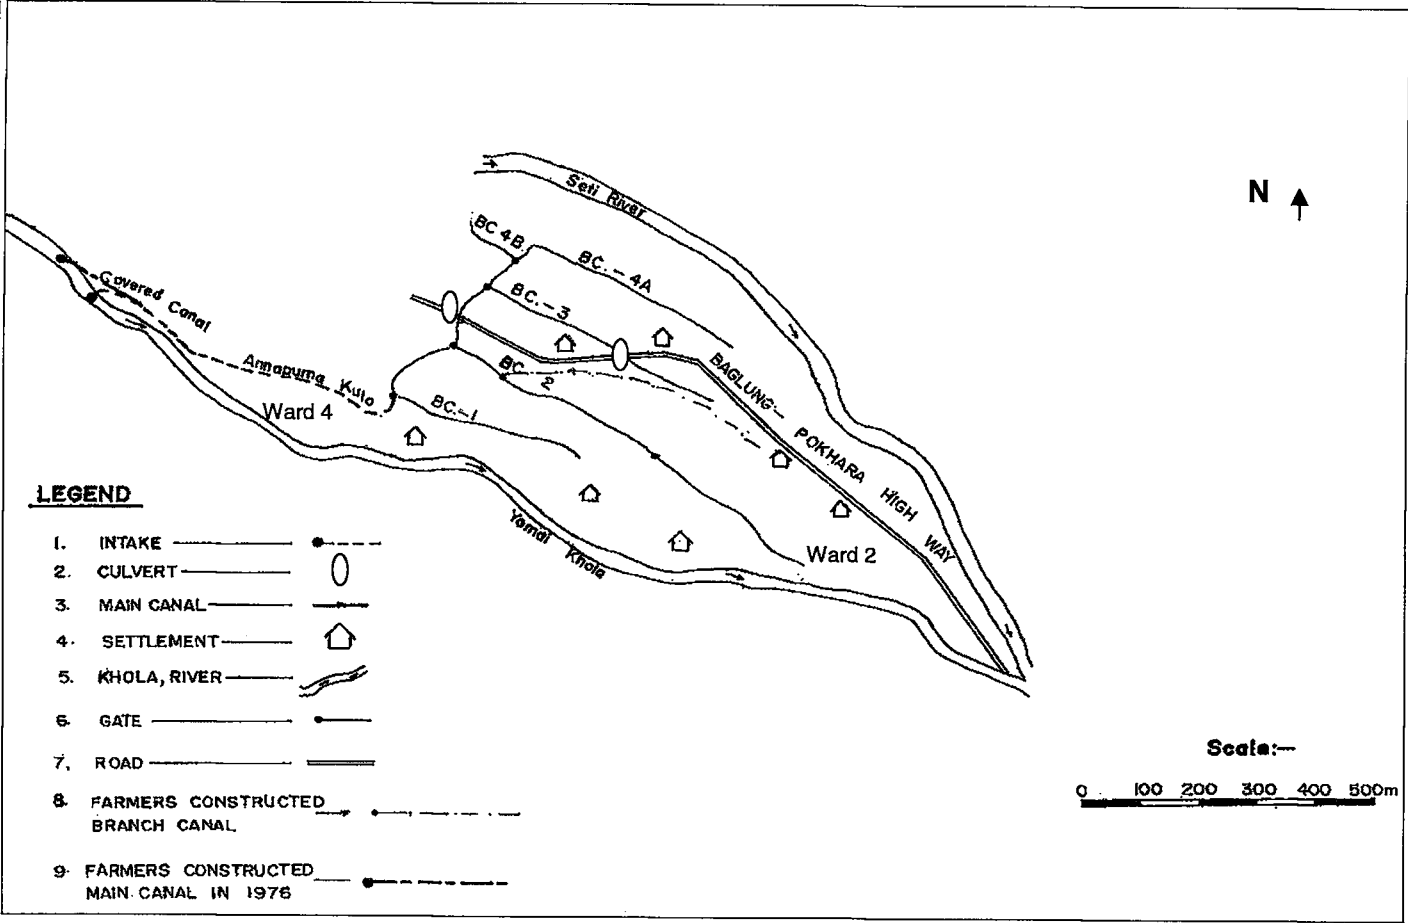 Seti River
N
BC 4B
BC.-4A
Covered Canal
BC.-3
Annapurna Kulo
BC. 2
BAGLUNG-
Ward 4
BC.-1
POKHARA HIGH WAY
LEGEND
Yamdi Khola
Ward 2
1. INTAKE
2. CULVERT
3. MAIN CANAL
4. SETTLEMENT
5. KHOLA, RIVER
6. GATE
7. ROAD
8. FARMERS CONSTRUCTED
BRANCH CANAL
9. FARMERS CONSTRUCTED
MAIN CANAL IN 1976
Scale:-
0 100 200 300 400 500m